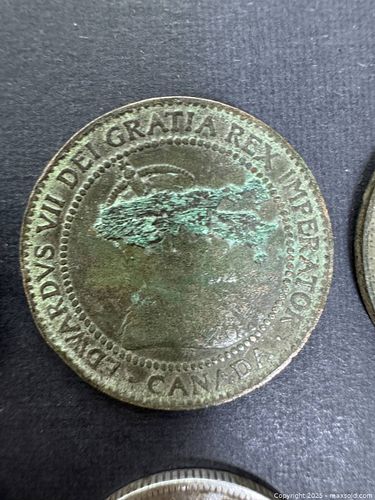 EDWARDVS VII DEI GRATIA REX IMPERATOR
CANADA
Copyright 2025 - maxsold.com